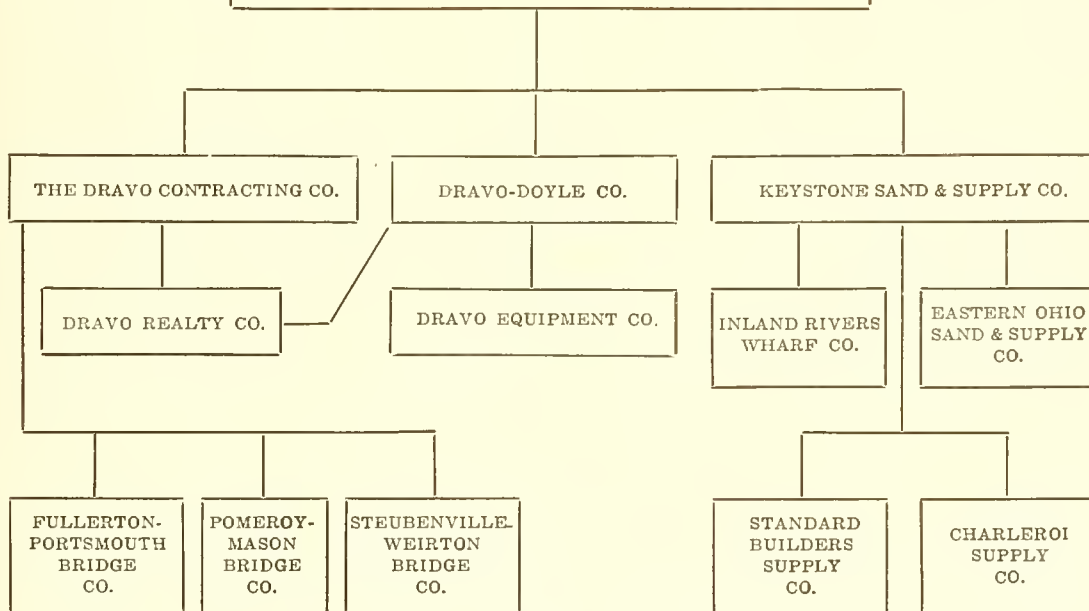 THE DRAVO CONTRACTING CO.
DRAVO-DOYLE CO.
KEYSTONE SAND & SUPPLY CO.
DRAVO REALTY CO.
DRAVO EQUIPMENT CO.
INLAND RIVERS
WHARF CO.
EASTERN OHIO
SAND & SUPPLY
CO.
FULLERTON-
PORTSMOUTH
BRIDGE
CO.
POMEROY-
MASON
BRIDGE
CO.
STEUBENVILLE-
WEIRTON
BRIDGE
CO.
STANDARD
BUILDERS
SUPPLY
CO.
CHARLEROI
SUPPLY
CO.